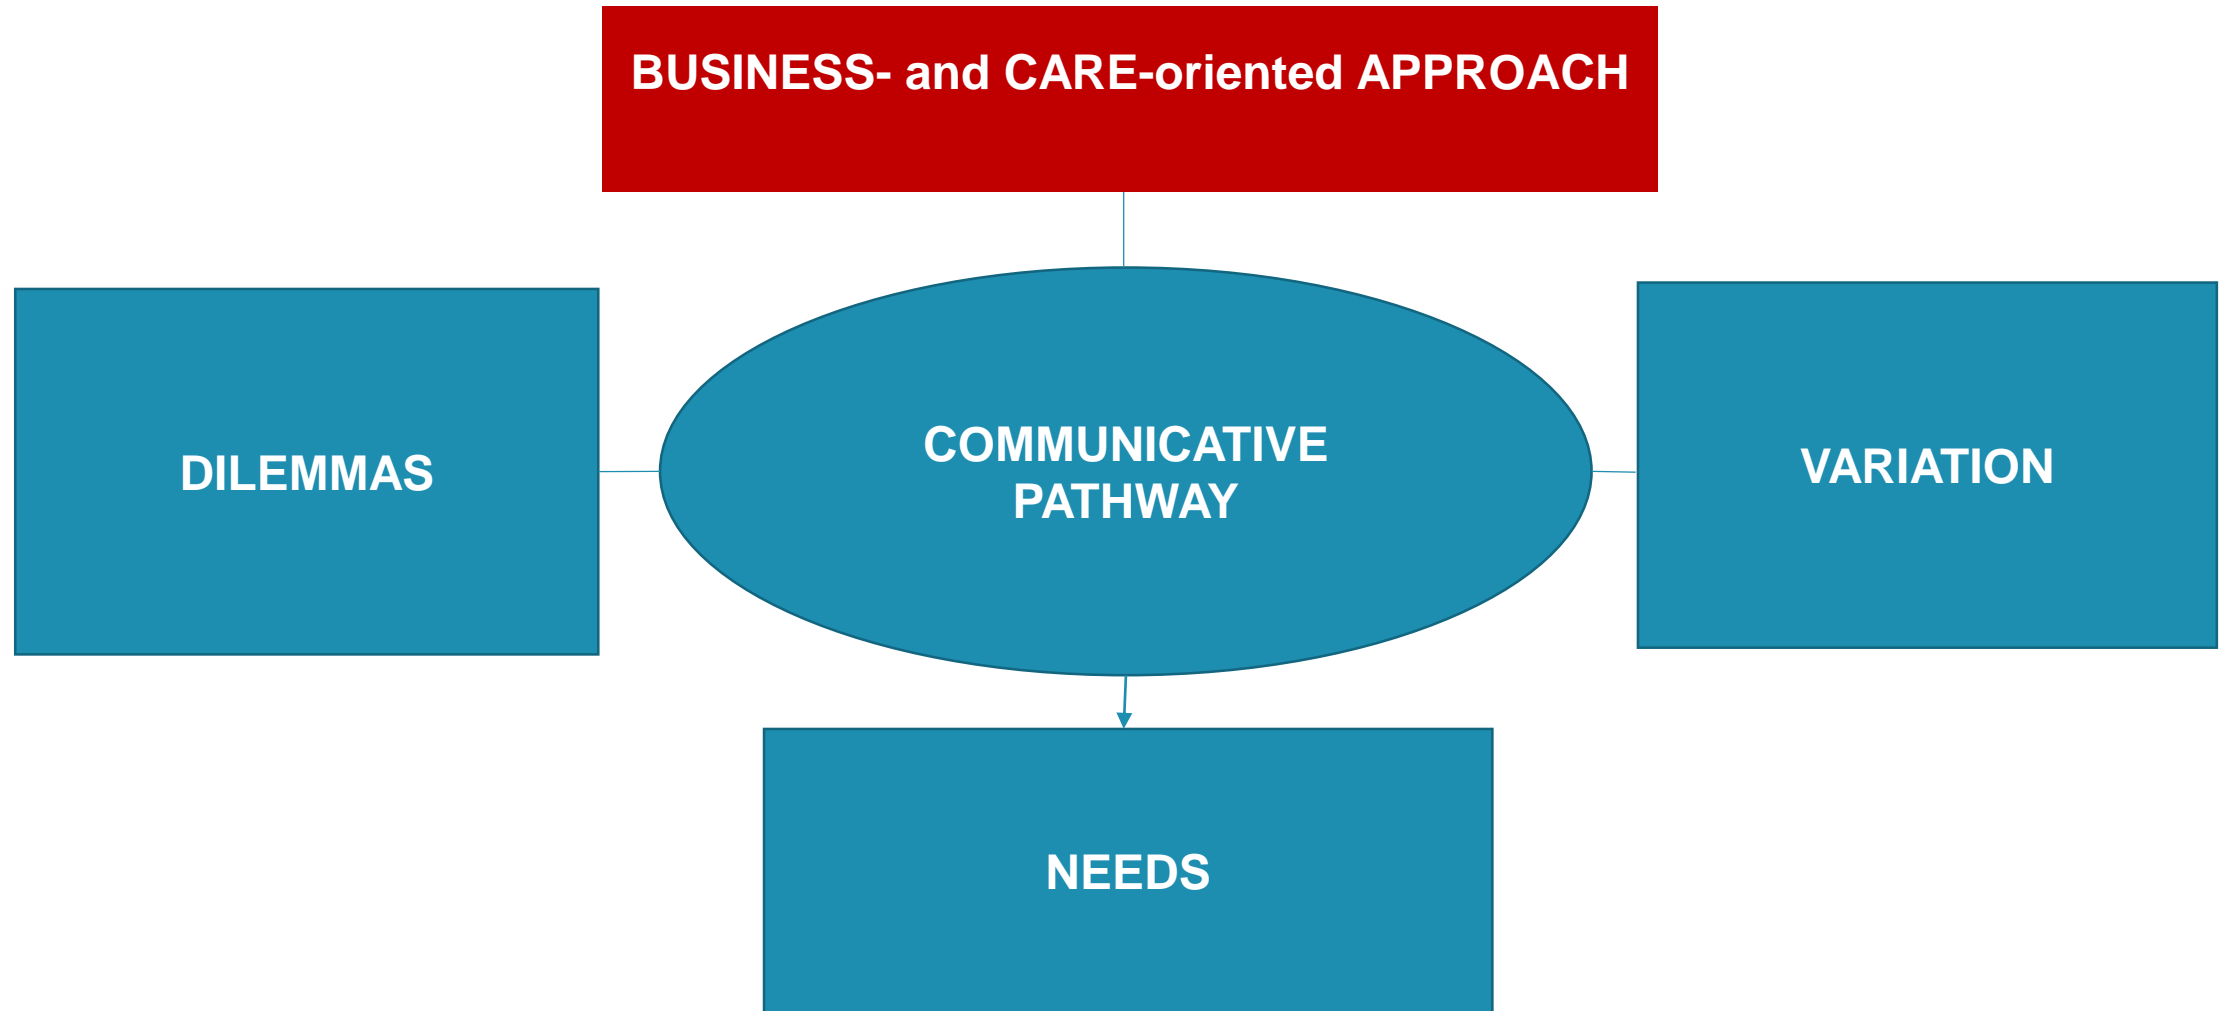 BUSINESS- and CARE-oriented APPROACH
DILEMMAS
COMMUNICATIVE
PATHWAY
VARIATION
NEEDS